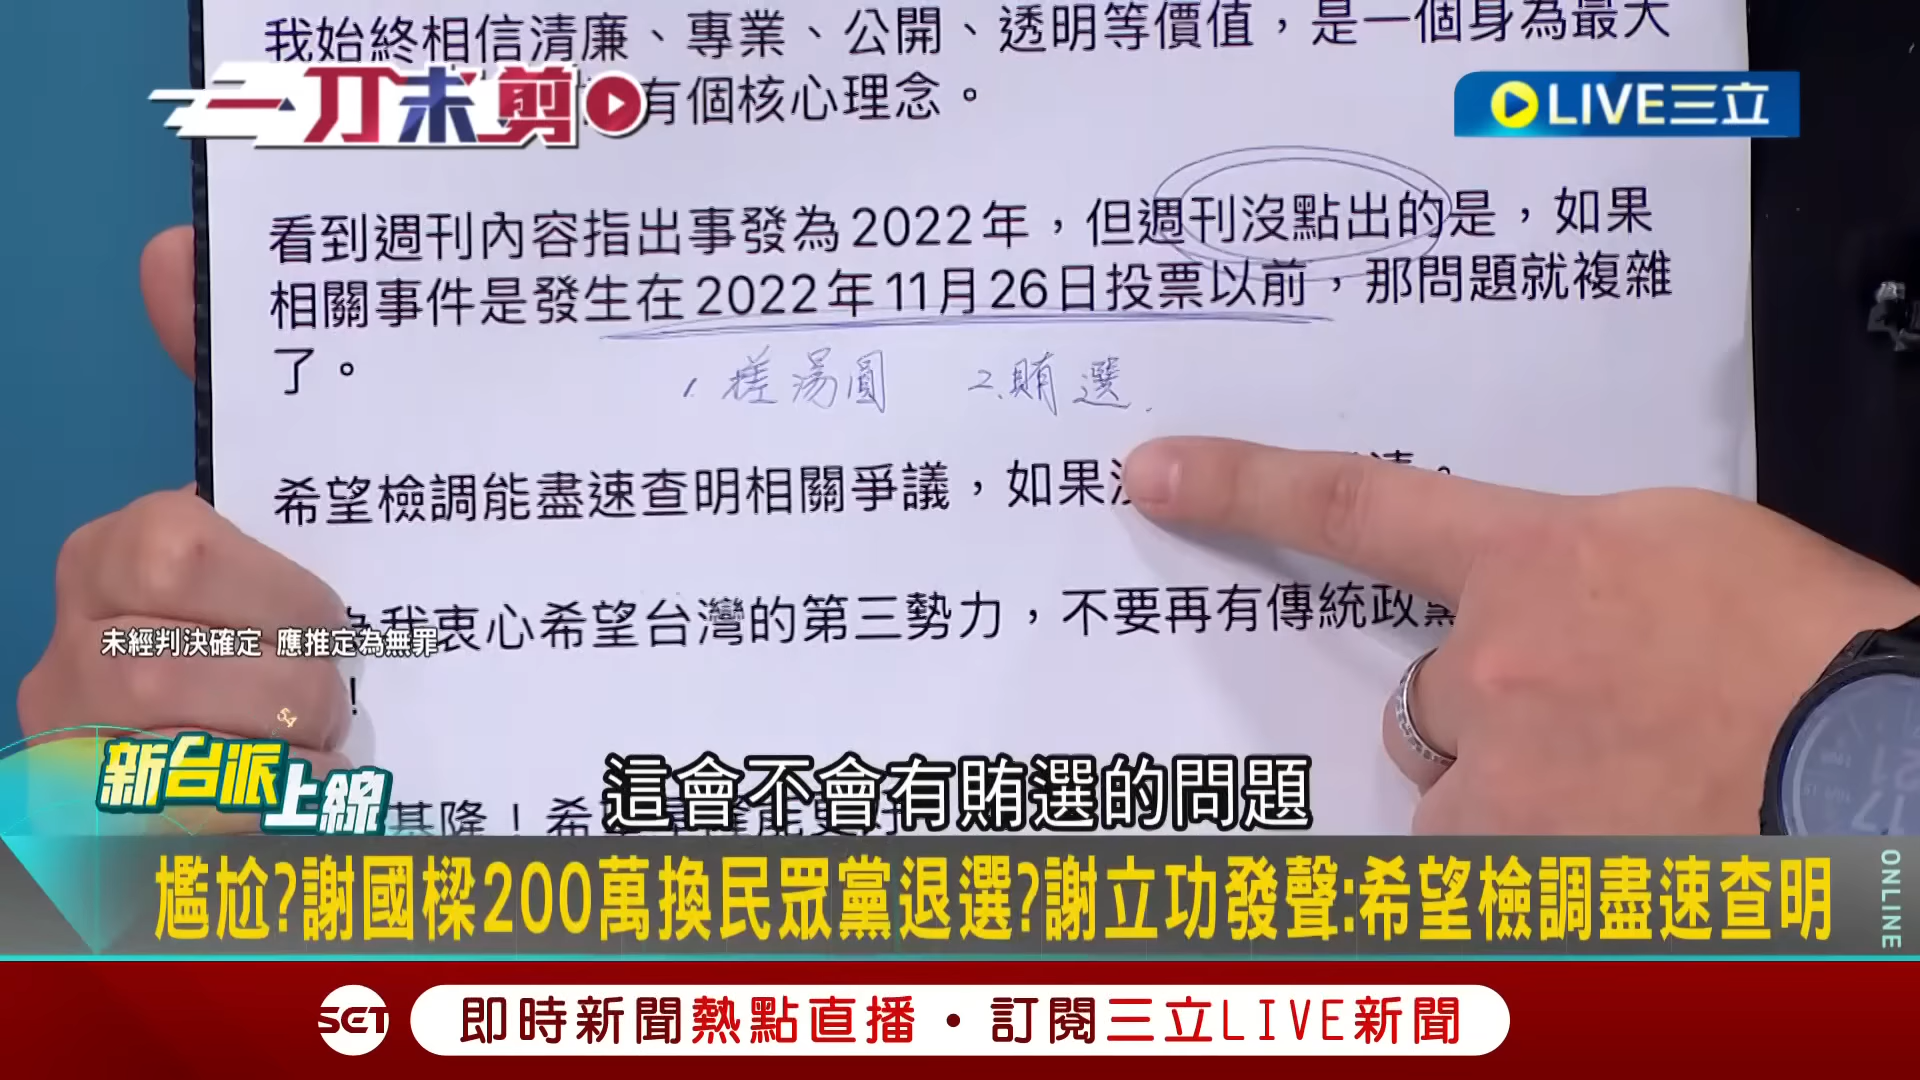 我始終相信清廉、專業、公開、透明等價值，是一個身為最大
有個核心理念。
一刀未剪
LIVE三立
看到週刊內容指出事發為2022年，但週刊沒點出的是，如果
相關事件是發生在2022年11月26日投票以前，那問題就複雜
了。
1. 搓湯圓 2. 賄選.
希望檢調能盡速查明相關爭議，如果沒
我衷心希望台灣的第三勢力，不要再有傳統政黨
未經判決確定 應推定為無罪
！
新台派上線
基隆！希
這會不會有賄選的問題
尷尬?謝國樑200萬換民眾黨退選?謝立功發聲:希望檢調盡速查明
ONLINE
SET
即時新聞熱點直播・訂閱三立LIVE新聞